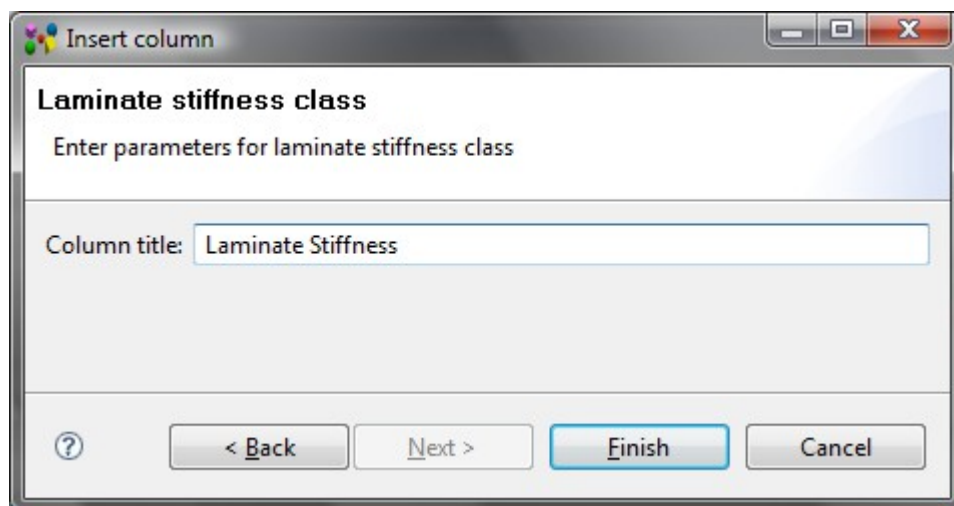 Insert column
Laminate stiffness class
Enter parameters for laminate stiffness class
Column title: Laminate Stiffness
< Back Next > Finish Cancel